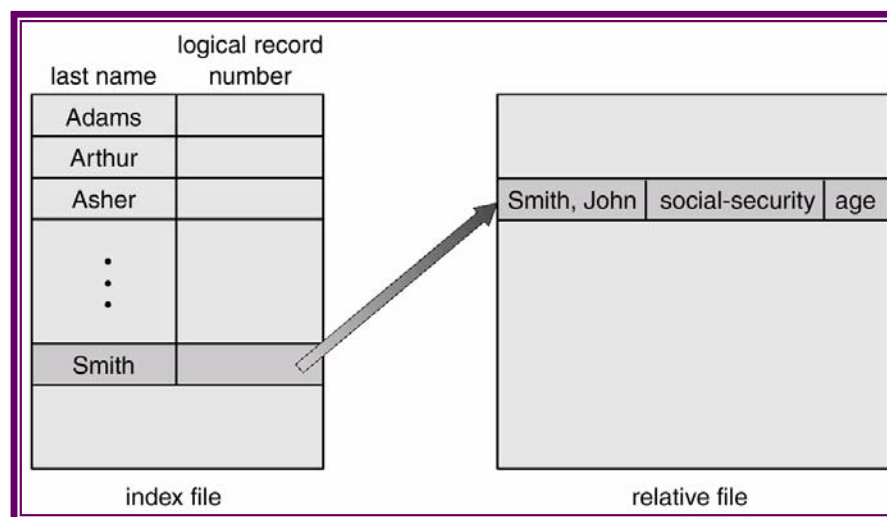 logical record
last name number
Adams
Arthur
Asher
Smith
index file
Smith, John social-security age
relative file